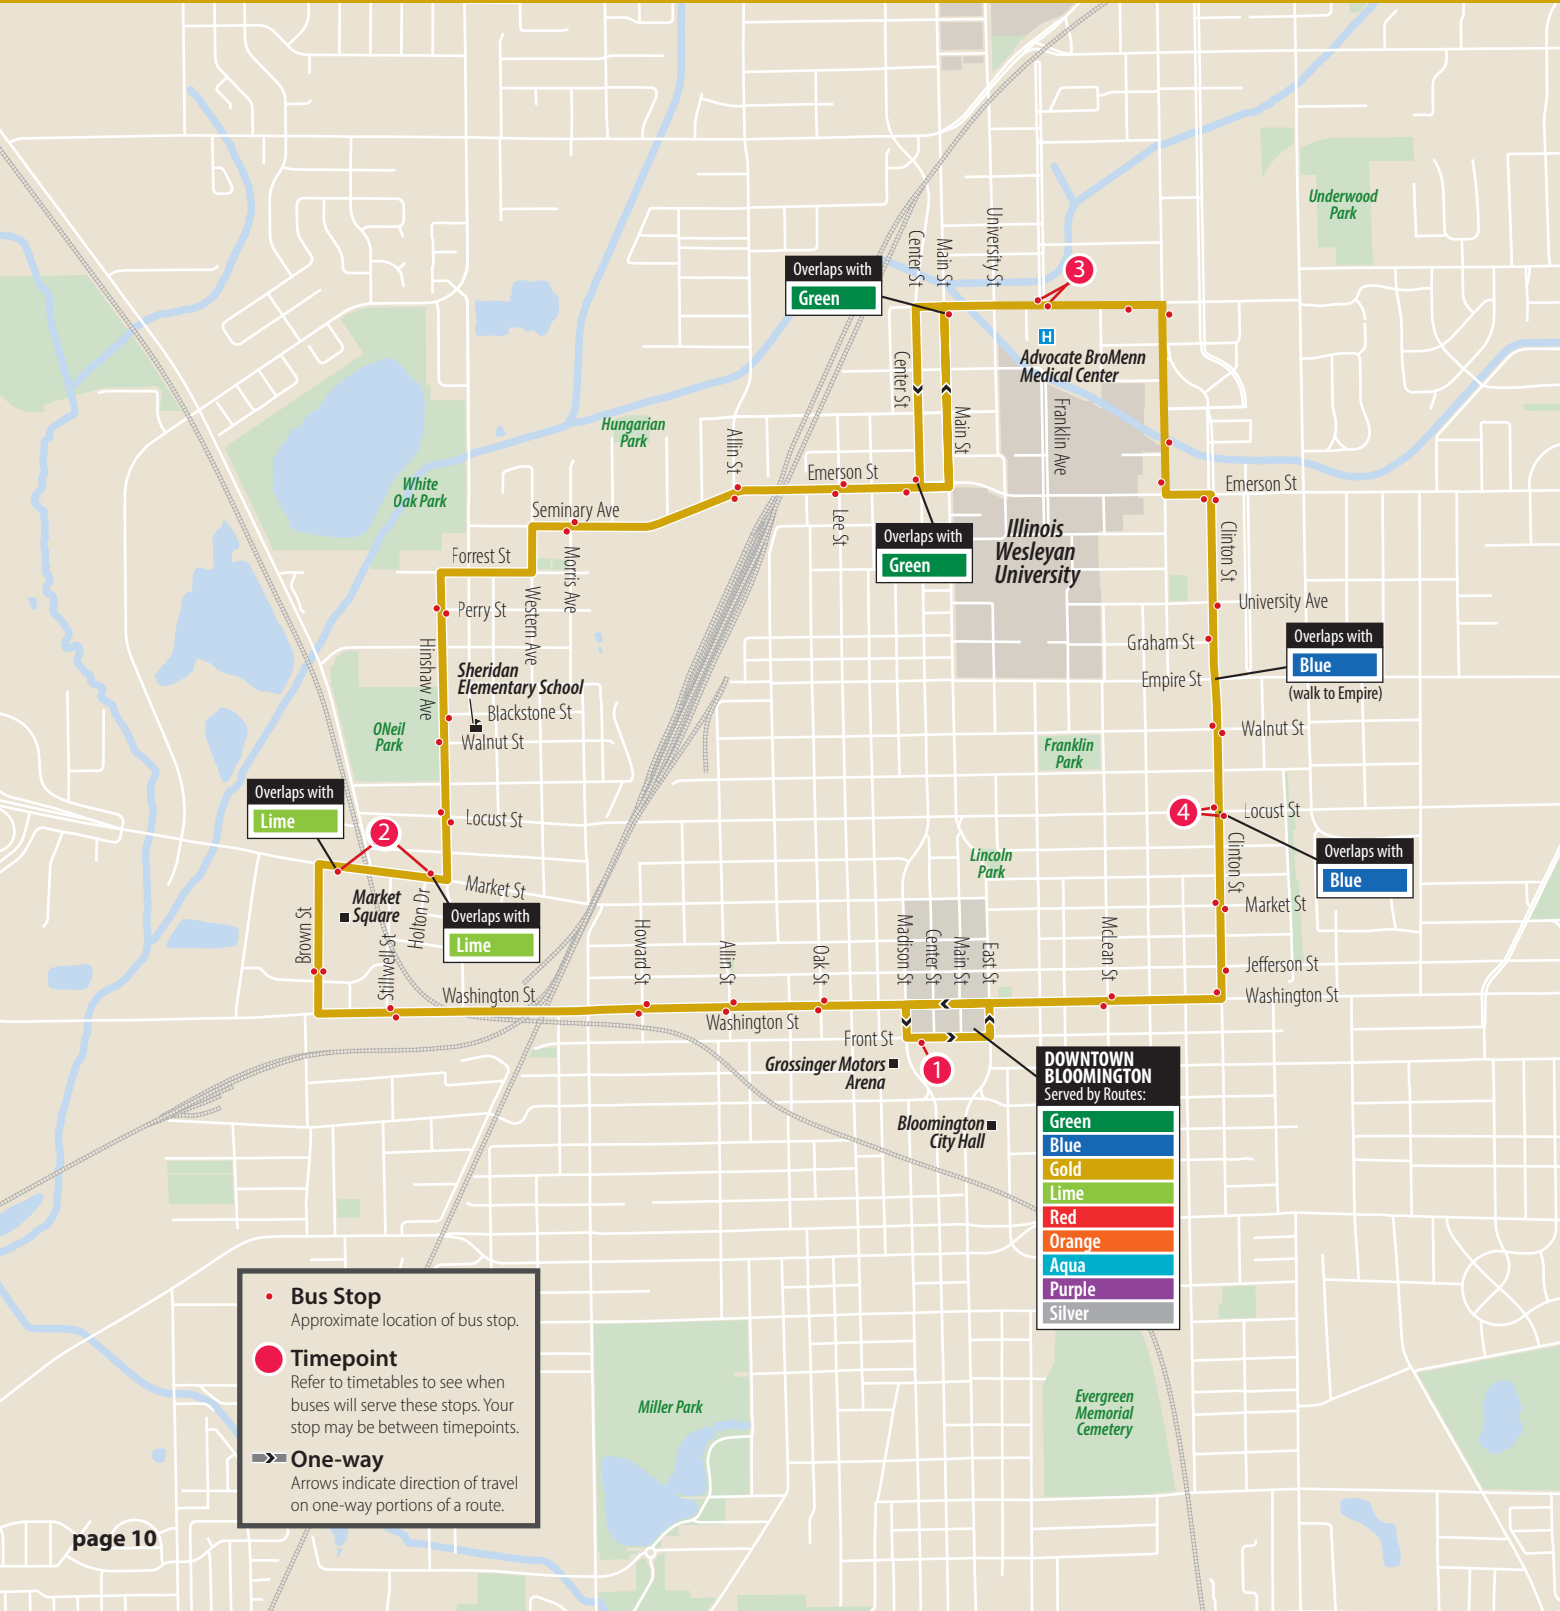 Underwood
Park
University St
Center St
Main St
Overlaps with
Green
3
H
Advocate BroMenn
Medical Center
Center St
Main St
Franklin Ave
Hungarian
Park
Allin St
Emerson St
White
Oak Park
Emerson St
Seminary Ave
Lee St
Overlaps with
Green
Illinois
Wesleyan
University
Clinton St
Forrest St
Morris Ave
Western Ave
Perry St
University Ave
Graham St
Overlaps with
Blue
(walk to Empire)
Hinshaw Ave
Sheridan
Elementary School
Empire St
Blackstone St
ONeil
Park
Walnut St
Walnut St
Franklin
Park
Overlaps with
Lime
2
Locust St
4
Locust St
Clinton St
Overlaps with
Blue
Lincoln
Park
Market St
Market
Square
Holton Dr
Overlaps with
Lime
Market St
Brown St
Stillwell St
Howard St
Allin St
Oak St
Madison St
Center St
Main St
East St
McLean St
Jefferson St
Washington St
Washington St
Washington St
Front St
Grossinger Motors
Arena
1
DOWNTOWN
BLOOMINGTON
Served by Routes:
Green
Blue
Gold
Lime
Red
Orange
Aqua
Purple
Silver
Bloomington
City Hall
Bus Stop
Approximate location of bus stop.
Timepoint
Refer to timetables to see when
buses will serve these stops. Your
stop may be between timepoints.
One-way
Arrows indicate direction of travel
on one-way portions of a route.
Miller Park
Evergreen
Memorial
Cemetery
page 10